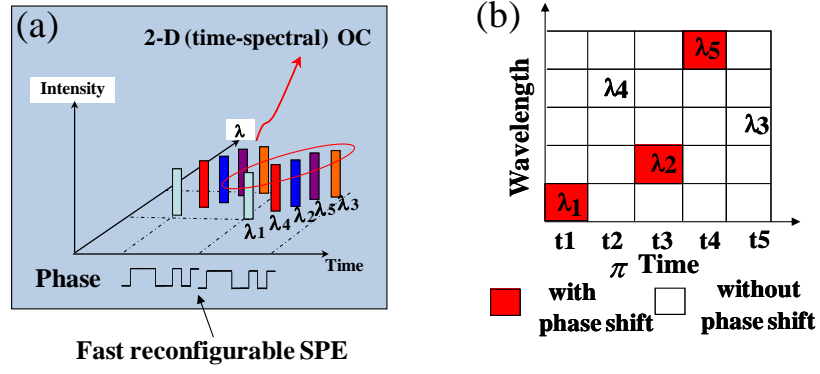 (a)
2-D (time-spectral) OC
Intensity
λ
λ1 λ4 λ2 λ5 λ3
Time
Phase
Fast reconfigurable SPE
(b)
Wavelength
λ5
λ4
λ3
λ2
λ1
t1 t2 t3 t4 t5
π Time
with
phase shift
without
phase shift